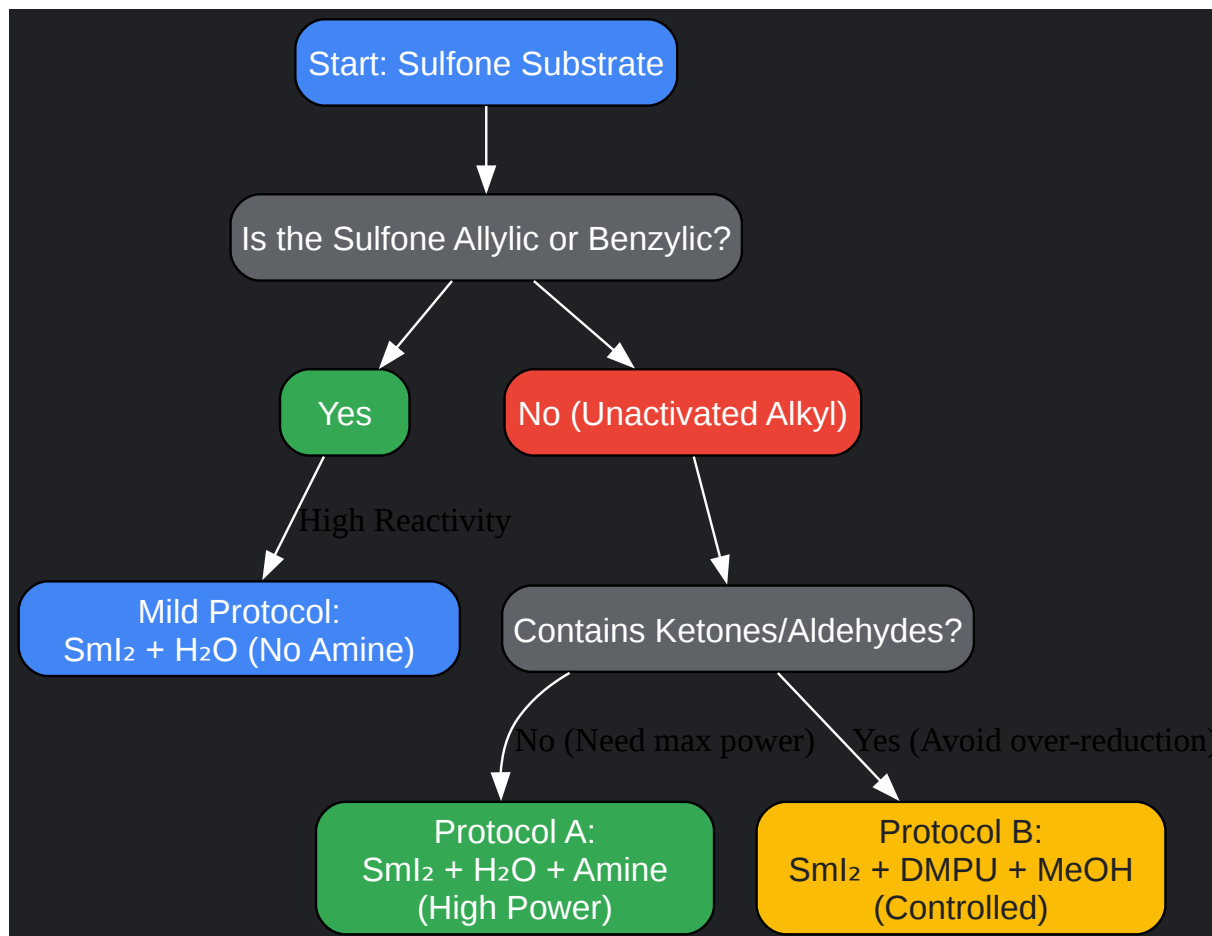 Start: Sulfone Substrate
Is the Sulfone Allylic or Benzylic?
Yes
No (Unactivated Alkyl)
High Reactivity
Mild Protocol:
SmI₂ + H₂O (No Amine)
Contains Ketones/Aldehydes?
No (Need max power)
Yes (Avoid over-reduction)
Protocol A:
SmI₂ + H₂O + Amine
(High Power)
Protocol B:
SmI₂ + DMPU + MeOH
(Controlled)